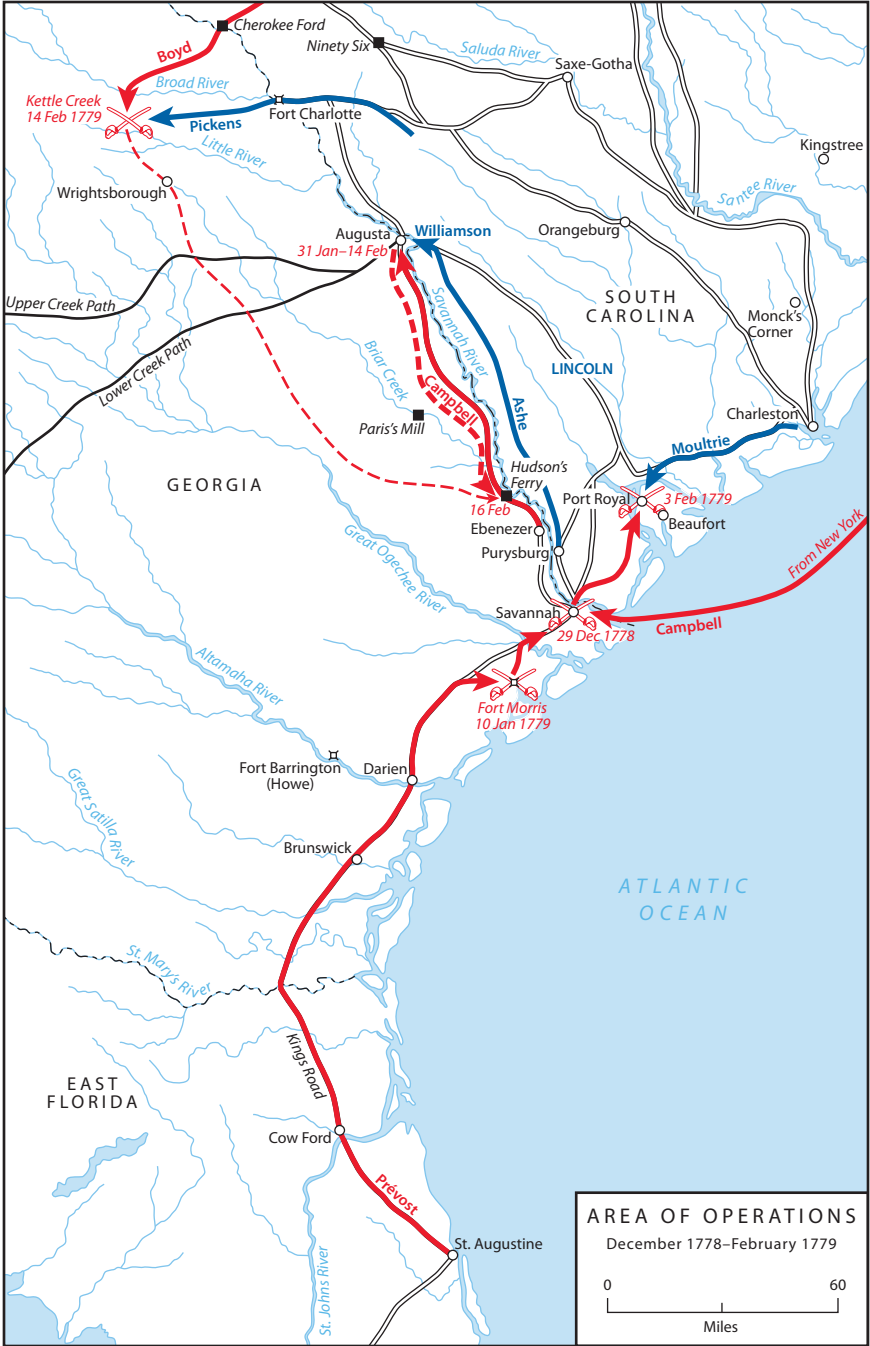 Cherokee Ford
Boyd
Ninety Six
Saluda River
Saxe-Gotha
Broad River
Kettle Creek
14 Feb 1779
Pickens
Fort Charlotte
Little River
Kingstree
Wrightsborough
Santee River
Augusta
31 Jan–14 Feb
Williamson
Orangeburg
Upper Creek Path
Savannah River
SOUTH
CAROLINA
Monck's
Corner
Lower Creek Path
Briar Creek
LINCOLN
Campbell
Ashe
Paris's Mill
Charleston
Moultrie
Hudson's
Ferry
GEORGIA
16 Feb
Port Royal
3 Feb 1779
Beaufort
Ebenezer
Purysburg
Great Ogechee River
From New York
Savannah
29 Dec 1778
Campbell
Altamaha River
Fort Morris
10 Jan 1779
Fort Barrington
(Howe)
Darien
Great Satilla River
Brunswick
ATLANTIC
OCEAN
St. Mary's River
Kings Road
EAST
FLORIDA
Cow Ford
Prévost
St. Augustine
St. Johns River
AREA OF OPERATIONS
December 1778–February 1779
0 60
Miles